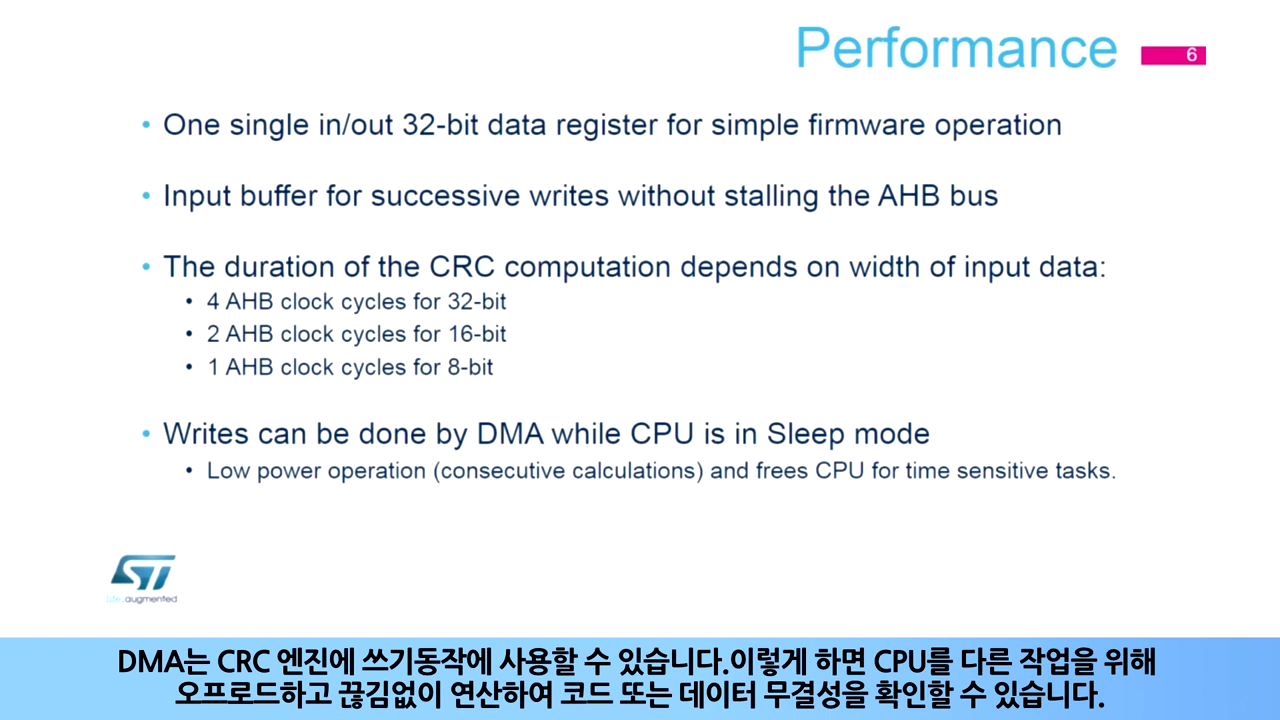 Performance
6
• One single in/out 32-bit data register for simple firmware operation
• Input buffer for successive writes without stalling the AHB bus
• The duration of the CRC computation depends on width of input data:
• 4 AHB clock cycles for 32-bit
• 2 AHB clock cycles for 16-bit
• 1 AHB clock cycles for 8-bit
• Writes can be done by DMA while CPU is in Sleep mode
• Low power operation (consecutive calculations) and frees CPU for time sensitive tasks.
ST
life.augmented
DMA는 CRC 엔진에 쓰기동작에 사용할 수 있습니다.이렇게 하면 CPU를 다른 작업을 위해
오프로드하고 끊김없이 연산하여 코드 또는 데이터 무결성을 확인할 수 있습니다.